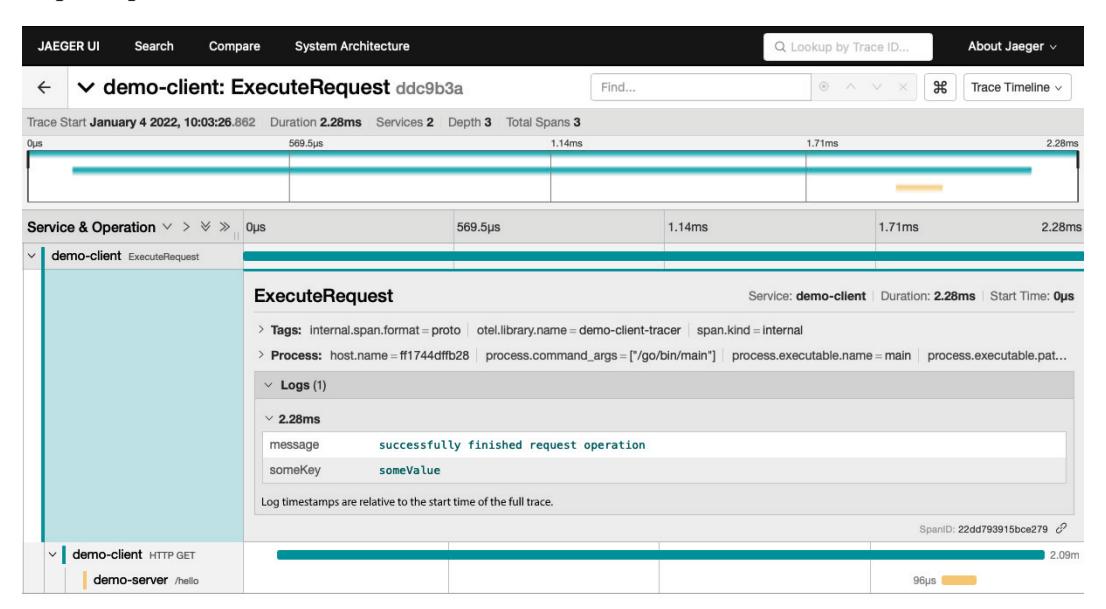 JAEGER UI Search Compare System Architecture Lookup by Trace ID... About Jaeger
demo-client: ExecuteRequest ddc9b3a Find... ⌘ Trace Timeline
Trace Start January 4 2022, 10:03:26.862 Duration 2.28ms Services 2 Depth 3 Total Spans 3
0μs 569.5μs 1.14ms 1.71ms 2.28ms
Service & Operation 0μs 569.5μs 1.14ms 1.71ms 2.28ms
demo-client ExecuteRequest
ExecuteRequest Service: demo-client Duration: 2.28ms Start Time: 0μs
Tags: internal.span.format = proto otel.library.name = demo-client-tracer span.kind = internal
Process: host.name = ff1744dffb28 process.command_args = ["/go/bin/main"] process.executable.name = main process.executable.pat...
Logs (1)
2.28ms
message successfully finished request operation
someKey someValue
Log timestamps are relative to the start time of the full trace.
SpanID: 22dd793915bce279
demo-client HTTP GET 2.09m
demo-server /hello 96μs